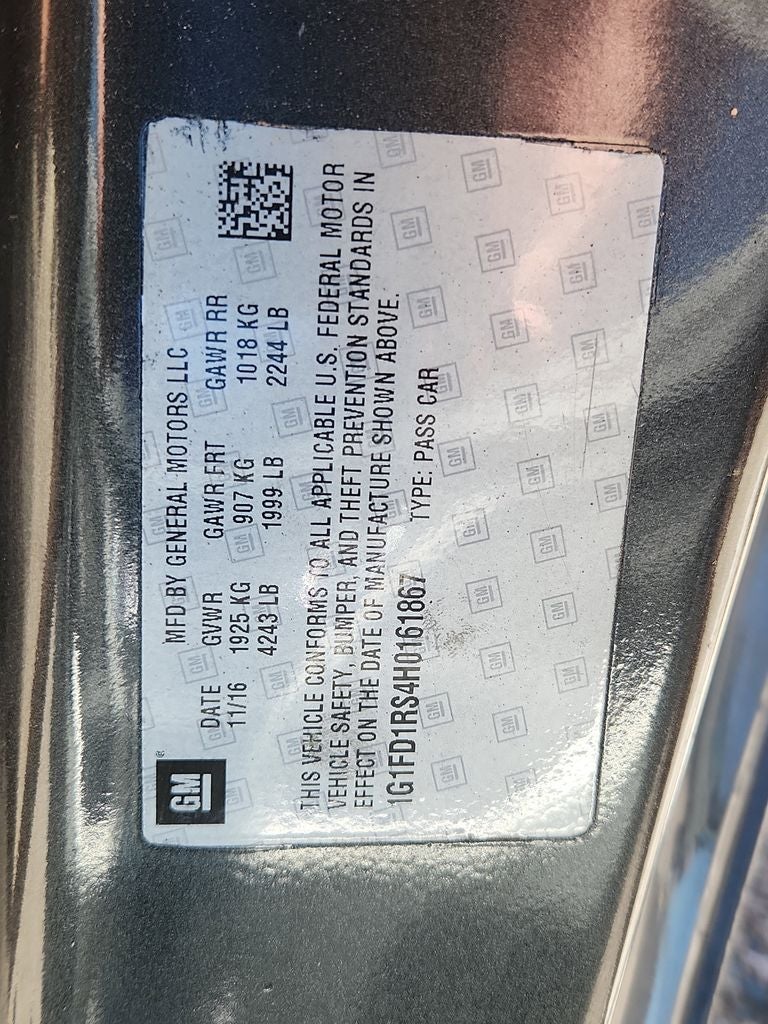 GM
MFD BY GENERAL MOTORS LLC
DATE GVWR GAWR FRT GAWR RR
11/16 1925 KG 907 KG 1018 KG
4243 LB 1999 LB 2244 LB
THIS VEHICLE CONFORMS TO ALL APPLICABLE U.S. FEDERAL MOTOR
VEHICLE SAFETY, BUMPER, AND THEFT PREVENTION STANDARDS IN
EFFECT ON THE DATE OF MANUFACTURE SHOWN ABOVE.
1G1FD1RS4H0161867 TYPE: PASS CAR